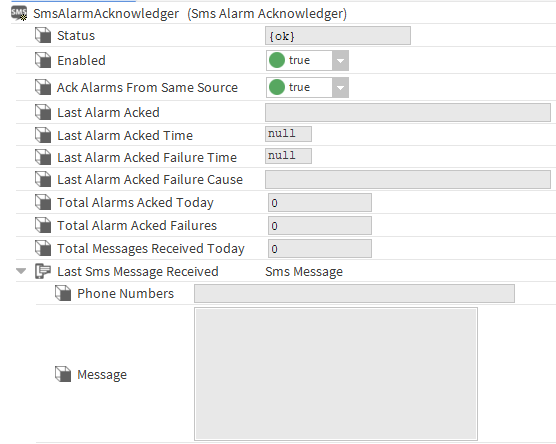 SMS SmsAlarmAcknowledger (Sms Alarm Acknowledger)
Status {ok}
Enabled true
Ack Alarms From Same Source true
Last Alarm Acked
Last Alarm Acked Time null
Last Alarm Acked Failure Time null
Last Alarm Acked Failure Cause
Total Alarms Acked Today 0
Total Alarm Acked Failures 0
Total Messages Received Today 0
Last Sms Message Received Sms Message
Phone Numbers
Message